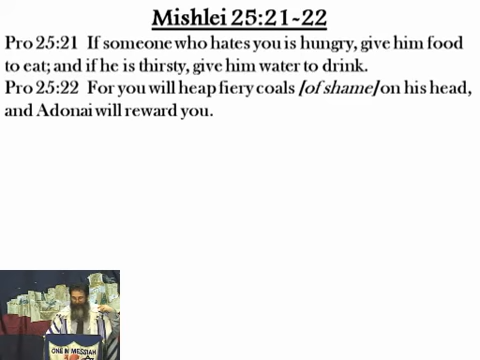 Mishlei 25:21-22
Pro 25:21 If someone who hates you is hungry, give him food
to eat; and if he is thirsty, give him water to drink.
Pro 25:22 For you will heap fiery coals [of shame] on his head,
and Adonai will reward you.
ONE IN MESSIAH